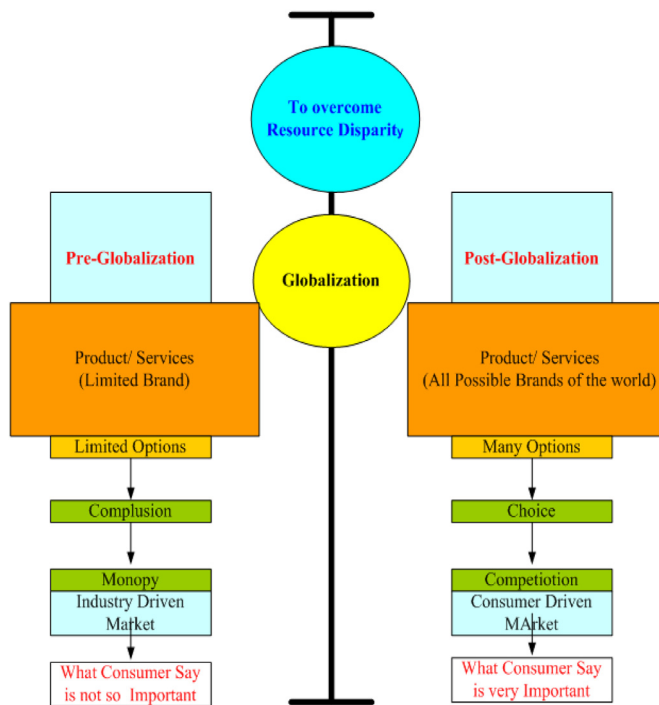 To overcome
Resource Disparity
Globalization
Pre-Globalization
Product/ Services
(Limited Brand)
Limited Options
Complusion
Monopy
Industry Driven
Market
What Consumer Say
is not so Important
Post-Globalization
Product/ Services
(All Possible Brands of the world)
Many Options
Choice
Competiotion
Consumer Driven
MArket
What Consumer Say
is very Important